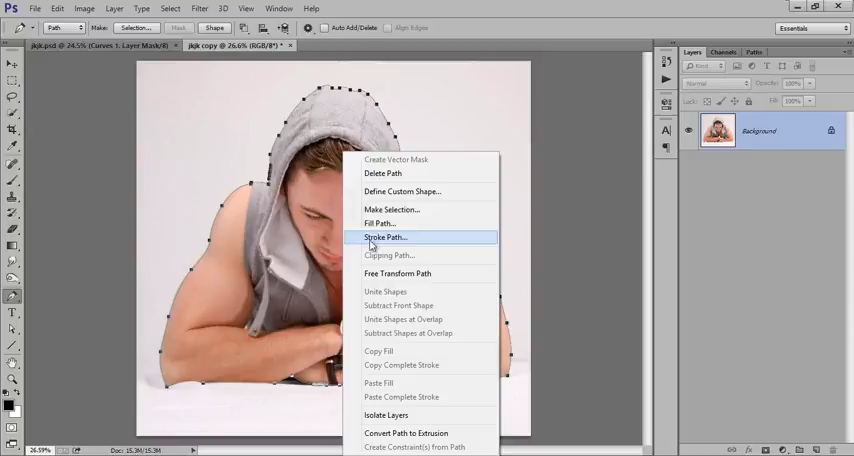 Ps File Edit Image Layer Type Select Filter 3D View Window Help
Path Make: Selection... Mask Shape Auto Add/Delete Align Edges Essentials
jkjk.psd @ 24.5% (Curves 1, Layer Mask/8) × jkjk copy @ 26.6% (RGB/8*) * ×
Layers Channels Paths
Kind
Normal Opacity: 100%
Lock: Fill: 100%
Background
Create Vector Mask
Delete Path
Define Custom Shape...
Make Selection...
Fill Path...
Stroke Path...
Clipping Path...
Free Transform Path
Unite Shapes
Subtract Front Shape
Unite Shapes at Overlap
Subtract Shapes at Overlap
Copy Fill
Copy Complete Stroke
Paste Fill
Paste Complete Stroke
Isolate Layers
Convert Path to Extrusion
Create Constraint(s) from Path
26.59% Doc: 15.3M/15.3M
fx